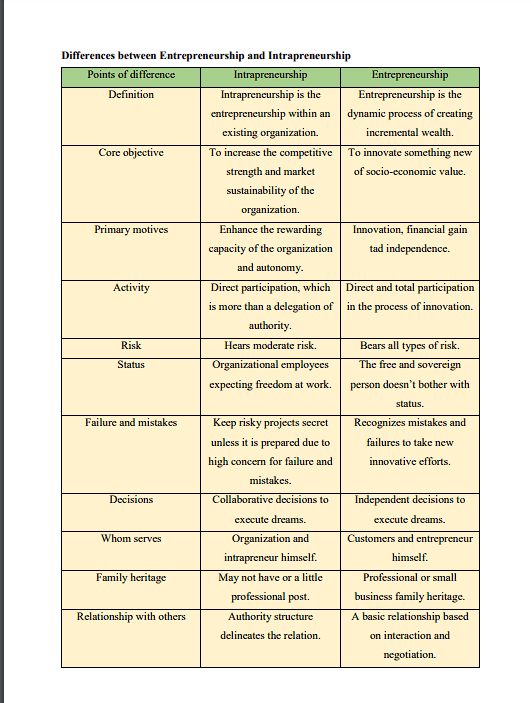 Differences between Entrepreneurship and Intrapreneurship
Points of difference
Intrapreneurship
Entrepreneurship
Definition
Intrapreneurship is the
entrepreneurship within an
existing organization.
Entrepreneurship is the
dynamic process of creating
incremental wealth.
Core objective
To increase the competitive
strength and market
sustainability of the
organization.
To innovate something new
of socio-economic value.
Primary motives
Enhance the rewarding
capacity of the organization
and autonomy.
Innovation, financial gain
tad independence.
Activity
Direct participation, which
is more than a delegation of
authority.
Direct and total participation
in the process of innovation.
Risk
Hears moderate risk.
Bears all types of risk.
Status
Organizational employees
expecting freedom at work.
The free and sovereign
person doesn’t bother with
status.
Failure and mistakes
Keep risky projects secret
unless it is prepared due to
high concern for failure and
mistakes.
Recognizes mistakes and
failures to take new
innovative efforts.
Decisions
Collaborative decisions to
execute dreams.
Independent decisions to
execute dreams.
Whom serves
Organization and
intrapreneur himself.
Customers and entrepreneur
himself.
Family heritage
May not have or a little
professional post.
Professional or small
business family heritage.
Relationship with others
Authority structure
delineates the relation.
A basic relationship based
on interaction and
negotiation.